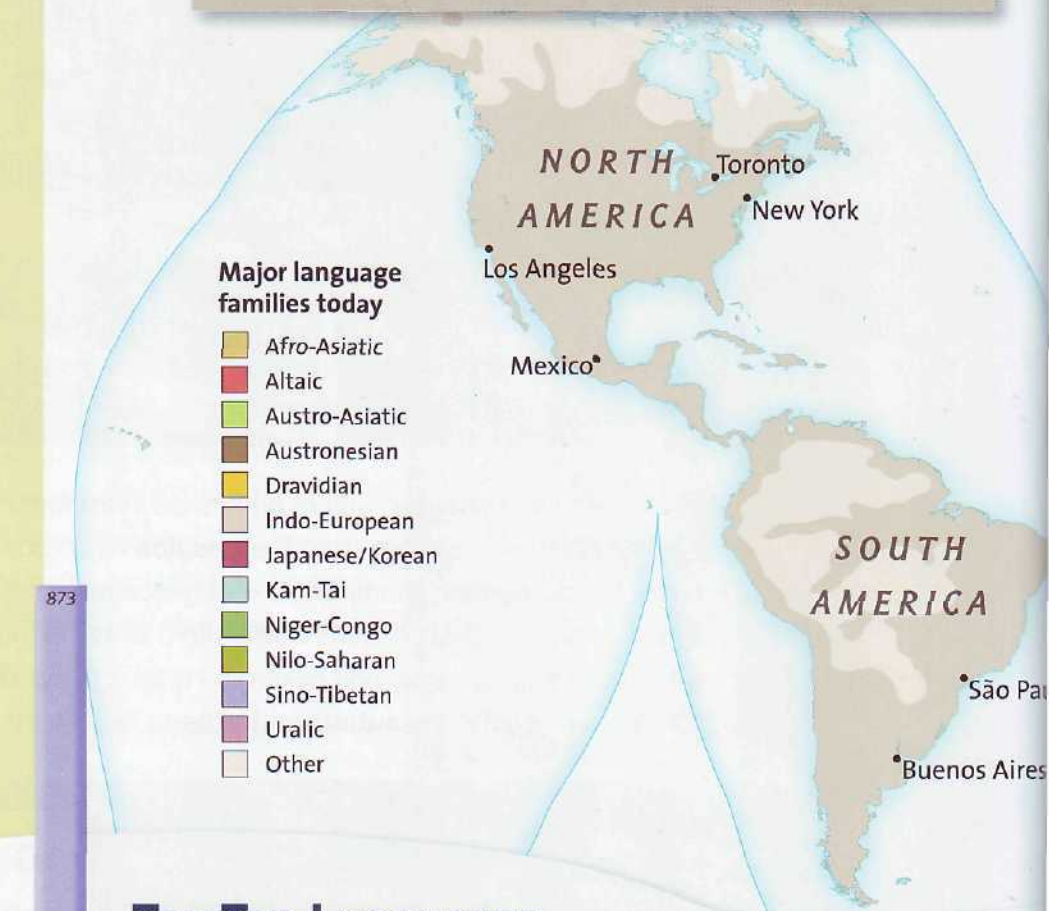 NORTH
AMERICA
Toronto
New York
Los Angeles
Mexico
Major language
families today
Afro-Asiatic
Altaic
Austro-Asiatic
Austronesian
Dravidian
Indo-European
Japanese/Korean
Kam-Tai
Niger-Congo
Nilo-Saharan
Sino-Tibetan
Uralic
Other
873
SOUTH
AMERICA
São Pau
Buenos Aires